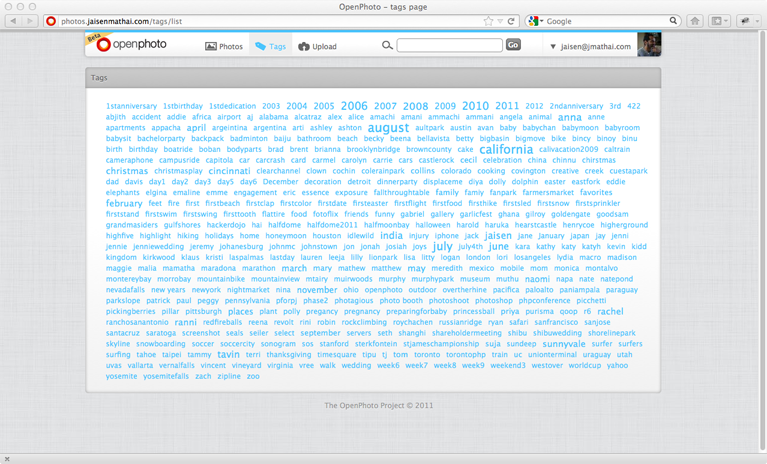 OpenPhoto – tags page
photos.jaisenmathai.com/tags/list
Google
Beta
openphoto
Photos
Tags
Upload
Go
jaisen@jmathai.com
Tags
1stanniversary 1stbirthday 1stdedication 2003 2004 2005 2006 2007 2008 2009 2010 2011 2012 2ndanniversary 3rd 422
abjith accident addie africa airport aj alabama alcatraz alex alice amachi amani ammachi ammani angela animal anna anne
apartments appacha april argeintina argentina arti ashley ashton august aultpark austin avan baby babychan babymoon babyroom
babysit bachelorparty backpack badminton baiju bathroom beach becky beena bellavista betty bigbasin bigmove bike bincy binoy binu
birth birthday boatride boban bodyparts brad brent brianna brooklynbridge browncounty cake california calivacation2009 caltrain
cameraphone campusride capitola car carcrash card carmel carolyn carrie cars castlerock cecil celebration china chinnu chirstmas
christmas christmasplay cincinnati clearchannel clown cochin colerainpark collins colorado cooking covington creative creek cuestapark
dad davis day1 day2 day3 day5 day6 December decoration detroit dinnerparty displaceme diya dolly dolphin easter eastfork eddie
elephants elgina emaline emme engagement eric essence exposure fallthroughtable family famiy fanpark farmersmarket favorites
february feet fire first firstbeach firstclap firstcolor firstdate firsteaster firstflight firstfood firsthike firstsled firstsnow firstsprinkler
firststand firstswim firstswing firsttooth flattire food fotoflix friends funny gabriel gallery garlicfest ghana gilroy goldengate goodsam
grandmasiders gulfshores hackerdojo hai halfdome halfdome2011 halfmoonbay halloween harold haruka hearstcastle henrycoe higherground
highfive highlight hiking holidays home honeymoon houston idlewild india injury iphone jack jaisen jane January japan jay jeny
jennie jenniewedding jeremy johanesburg johnmc johnstown jon jonah josiah joys july july4th june kara kathy katy katyh kevin kidd
kingdom kirkwood klaus kristi laspalmas lastday lauren leeja lilly lionpark lisa litty logan london lori losangeles lydia macro madison
maggie malia mamatha maradona marathon march mary mathew matthew may meredith mexico mobile mom monica montalvo
montereybay morrobay mountainbike mountainview mtairy muirwoods murphy murphypark museum muthu naomi napa nate natepond
nevadafalls new years newyork nightmarket nina november ohio openphoto outdoor overtherhine pacifica paloalto paniampala paraguay
parkslope patrick paul peggy pennsylvania pforpj phase2 photagious photo booth photoshoot photoshop phpconference picchetti
pickingberries pillar pittsburgh places plant polly pregancy pregnancy preparingforbaby princessball priya purisma qoop r6 rachel
ranchosanantonio ranni redfireballs reena revolt rini robin rockclimbing roychachen russianridge ryan safari sanfrancisco sanjose
santacruz saratoga screenshot seals seiler select september servers seth shanghi shareholdermeeting shibu shibuwedding shorelinepark
skyline snowboarding soccer soccercity sonogram sos stanford sterkfontein stjameschampionship suja sundeep sunnyvale surfer surfers
surfing tahoe taipei tammy tavin terri thanksgiving timesquare tipu tj tom toronto torontophp train uc unionterminal uraguay utah
uvas vallarta vernalfalls vincent vineyard virginia vree walk wedding week6 week7 week8 week9 weekend3 westover worldcup yahoo
yosemite yosemitefalls zach zipline zoo
The OpenPhoto Project © 2011